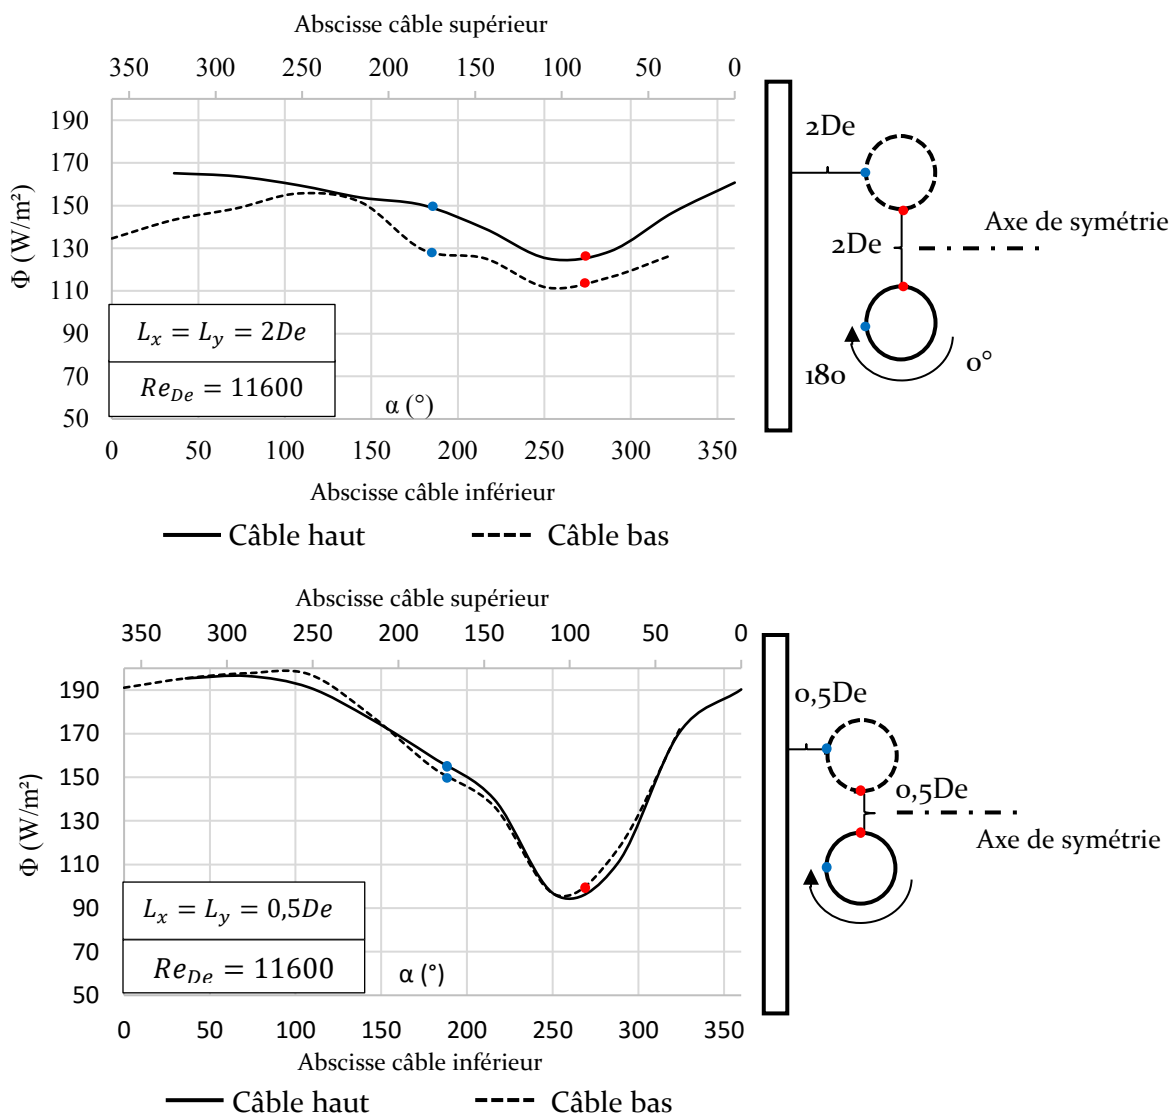 Abscisse câble supérieur
350 300 250 200 150 100 50 0
190
170
150
130
110
90
70
50
Φ (W/m²)
L_x = L_y = 2De
Re_{De} = 11600
α (°)
0 50 100 150 200 250 300 350
Abscisse câble inférieur
Câble haut Câble bas
2De
2De
Axe de symétrie
180
0°
Abscisse câble supérieur
350 300 250 200 150 100 50 0
190
170
150
130
110
90
70
50
Φ (W/m²)
L_x = L_y = 0,5De
Re_{De} = 11600
α (°)
0 50 100 150 200 250 300 350
Abscisse câble inférieur
Câble haut Câble bas
0,5De
0,5De
Axe de symétrie